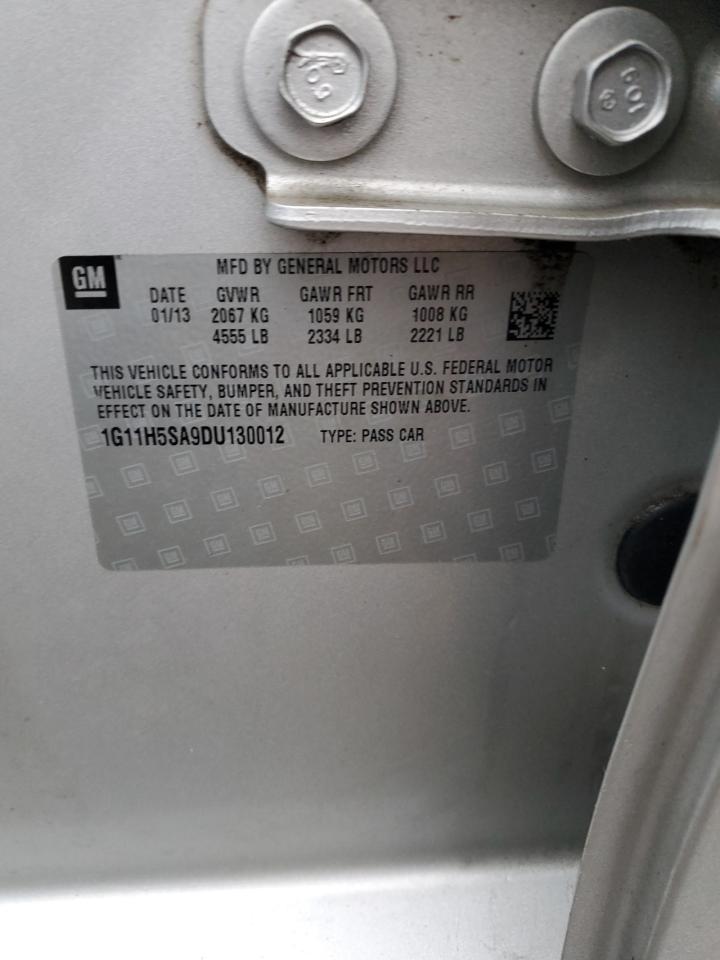 109
109
GM
MFD BY GENERAL MOTORS LLC
DATE GVWR GAWR FRT GAWR RR
01/13 2067 KG 1059 KG 1008 KG
4555 LB 2334 LB 2221 LB
THIS VEHICLE CONFORMS TO ALL APPLICABLE U.S. FEDERAL MOTOR
VEHICLE SAFETY, BUMPER, AND THEFT PREVENTION STANDARDS IN
EFFECT ON THE DATE OF MANUFACTURE SHOWN ABOVE.
1G11H5SA9DU130012 TYPE: PASS CAR